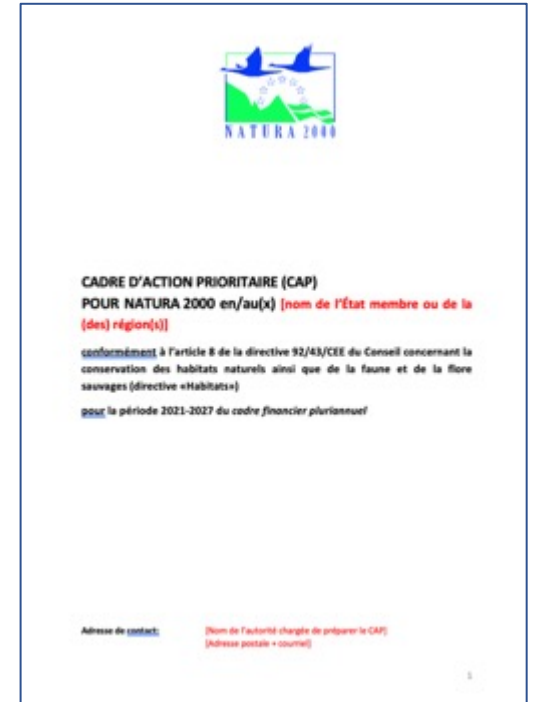 NATURA 2000
CADRE D'ACTION PRIORITAIRE (CAP)
POUR NATURA 2000 en/au(x) [nom de l'État membre ou de la
(des) région(s)]
conformément à l'article 8 de la directive 92/43/CEE du Conseil concernant la
conservation des habitats naturels ainsi que de la faune et de la flore
sauvages (directive «Habitats»)
pour la période 2021-2027 du cadre financier pluriannuel
Adresse de contact: [Nom de l'autorité chargée de préparer le CAP]
[Adresse postale + courriel]
1